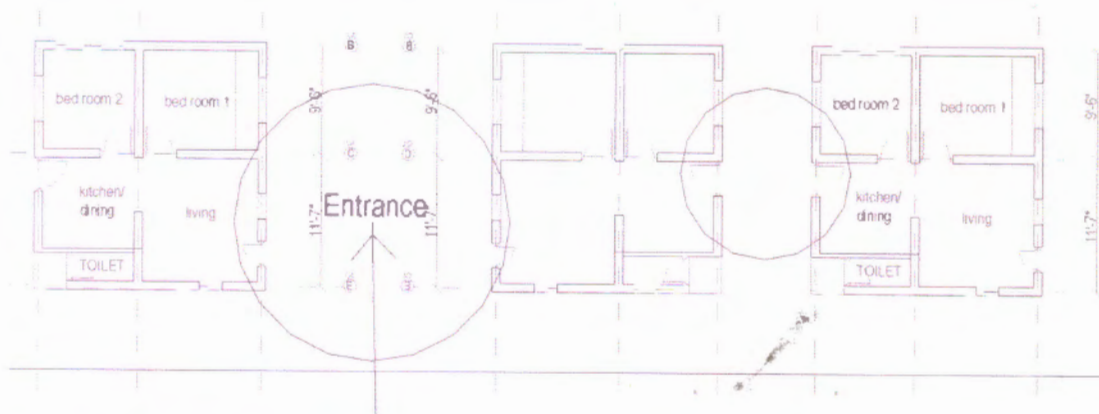 B B
bed room 2 bed room 1
9'-6" 9'-6"
bed room 2 bed room 1
9'-6"
C
kitchen/
dining
living
Entrance
11'-7" 11'-7"
kitchen/
dining
living
11'-7"
TOILET
TOILET
E